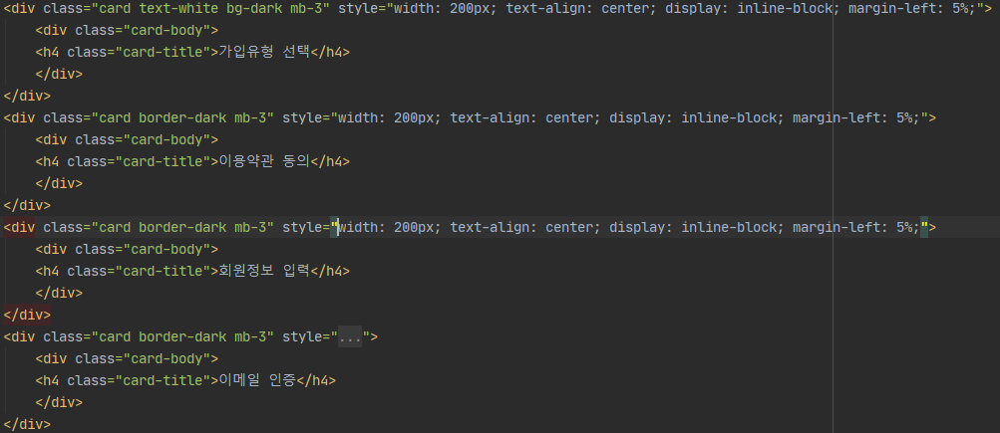 <div class="card text-white bg-dark mb-3" style="width: 200px; text-align: center; display: inline-block; margin-left: 5%;">
<div class="card-body">
<h4 class="card-title">가입유형 선택</h4>
</div>
</div>
<div class="card border-dark mb-3" style="width: 200px; text-align: center; display: inline-block; margin-left: 5%;">
<div class="card-body">
<h4 class="card-title">이용약관 동의</h4>
</div>
</div>
<div class="card border-dark mb-3" style="width: 200px; text-align: center; display: inline-block; margin-left: 5%;">
<div class="card-body">
<h4 class="card-title">회원정보 입력</h4>
</div>
</div>
<div class="card border-dark mb-3" style="...">
<div class="card-body">
<h4 class="card-title">이메일 인증</h4>
</div>
</div>